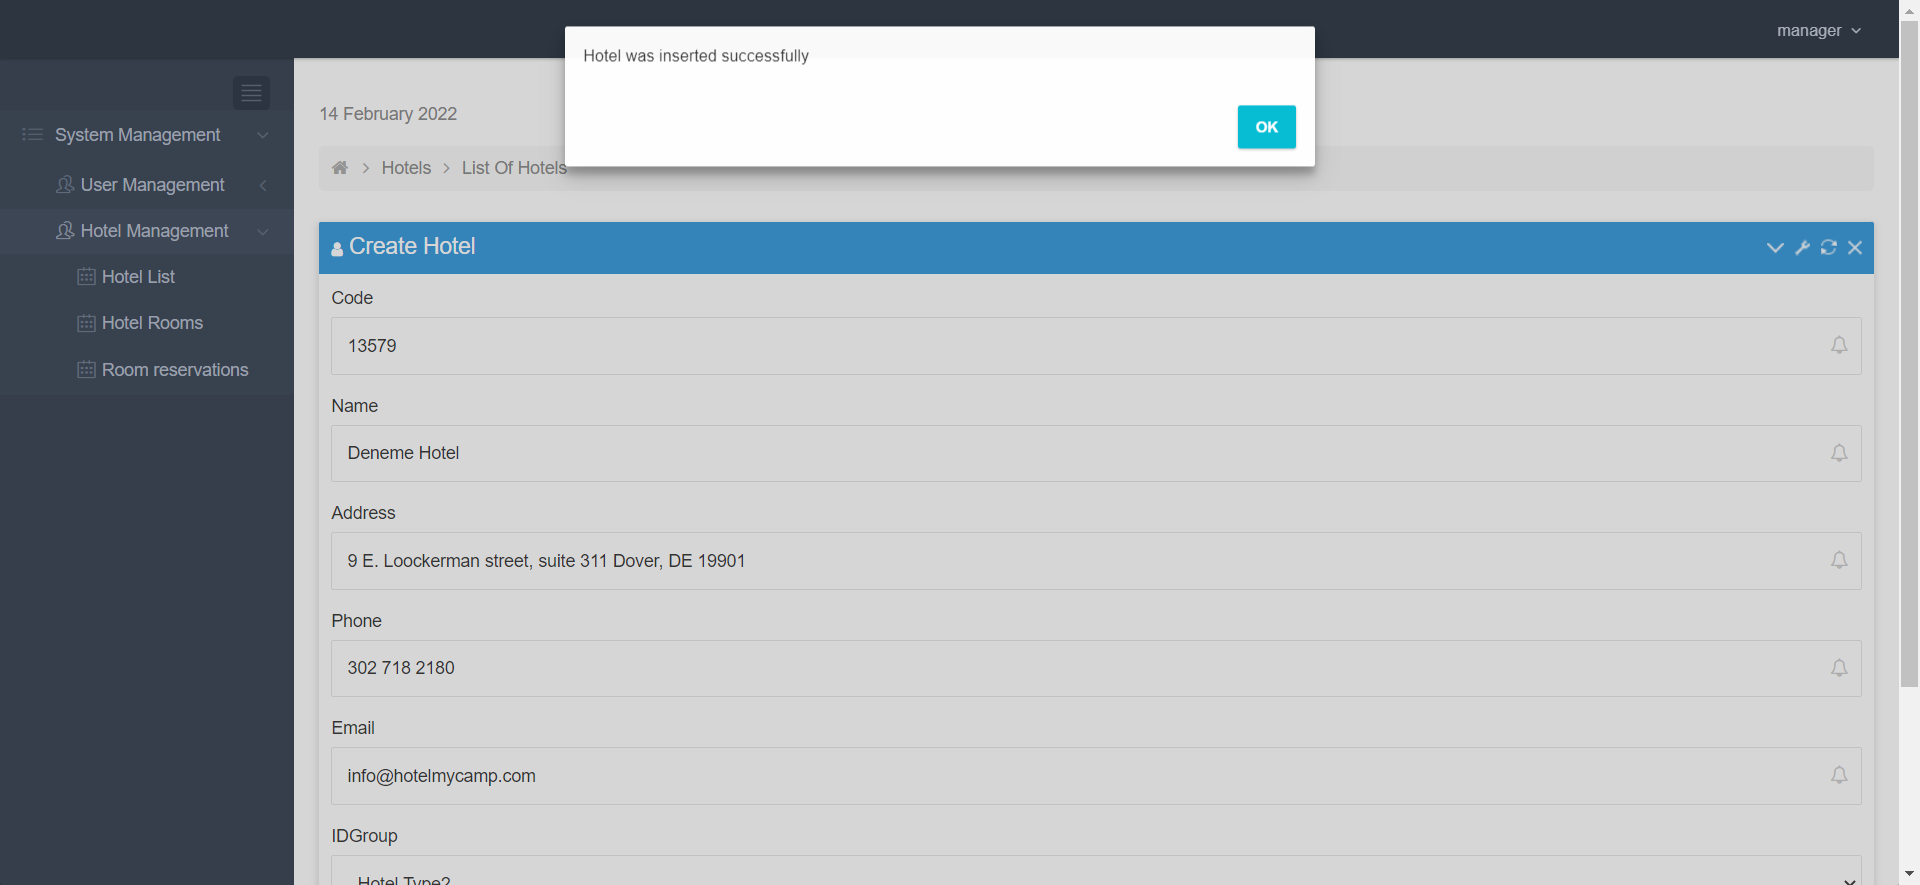 manager
Hotel was inserted successfully
OK
System Management
User Management
Hotel Management
Hotel List
Hotel Rooms
Room reservations
14 February 2022
Hotels > List Of Hotels
Create Hotel
Code
13579
Name
Deneme Hotel
Address
9 E. Loockerman street, suite 311 Dover, DE 19901
Phone
302 718 2180
Email
info@hotelmycamp.com
IDGroup
Hotel Type2